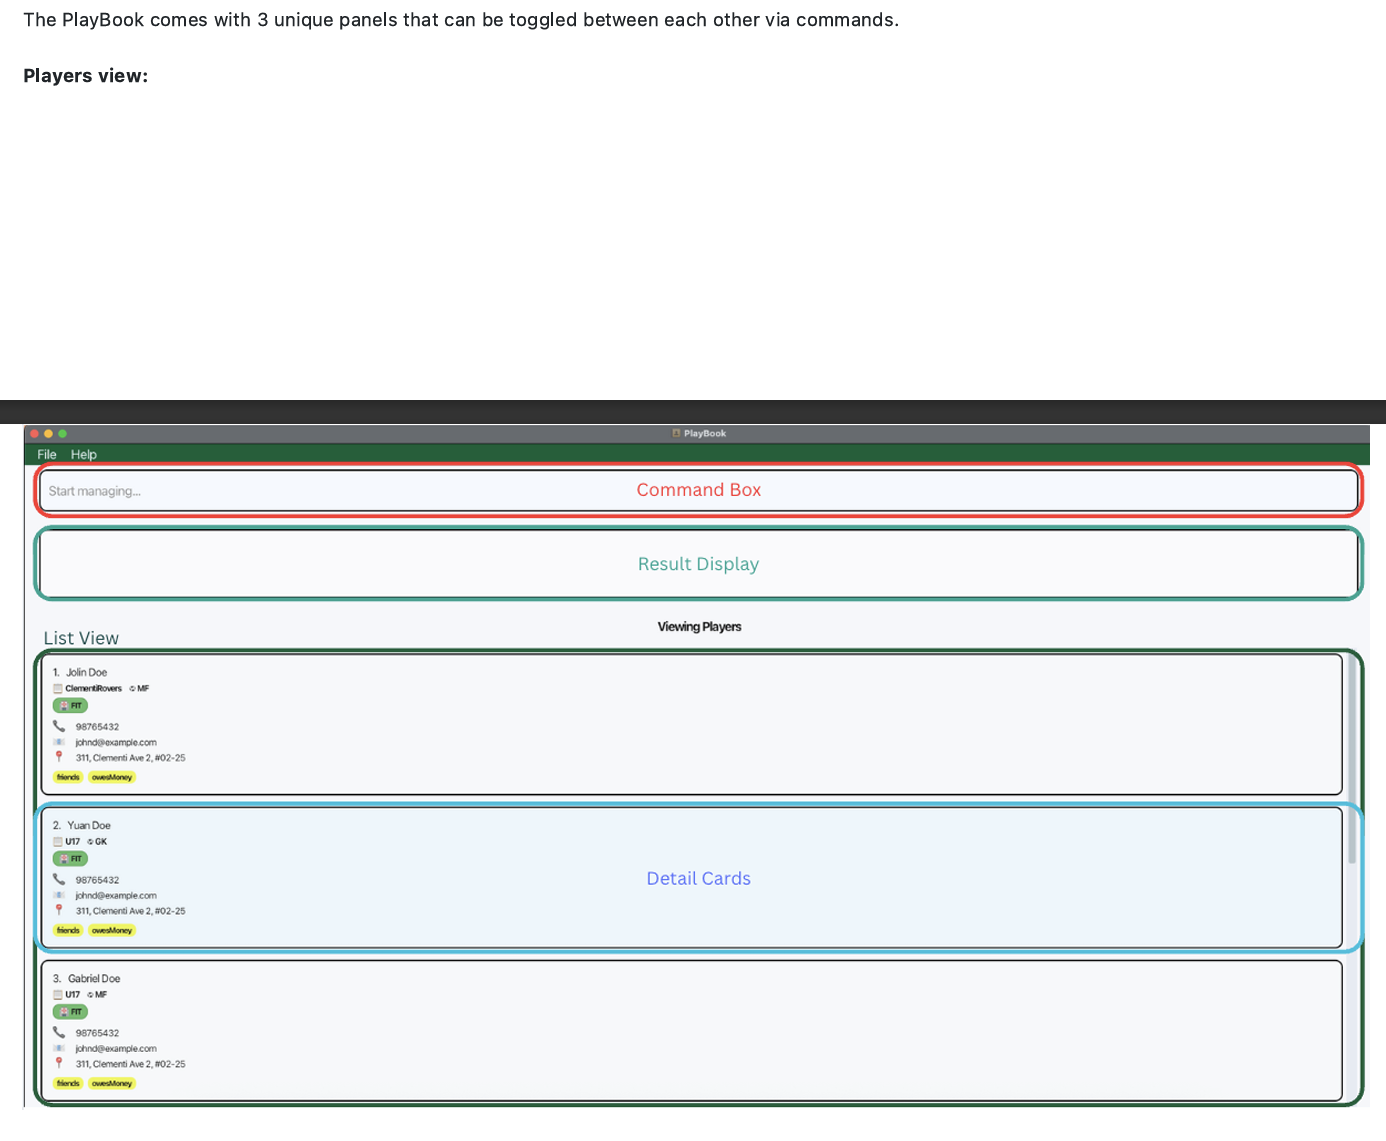 The PlayBook comes with 3 unique panels that can be toggled between each other via commands.
Players view:
PlayBook
File Help
Start managing...
Command Box
Result Display
Viewing Players
List View
1. Jolin Doe
ClementiRovers MF
FIT
98765432
johnd@example.com
311, Clementi Ave 2, #02-25
friends owesMoney
2. Yuan Doe
U17 GK
FIT
98765432
johnd@example.com
311, Clementi Ave 2, #02-25
friends owesMoney
Detail Cards
3. Gabriel Doe
U17 MF
FIT
98765432
johnd@example.com
311, Clementi Ave 2, #02-25
friends owesMoney